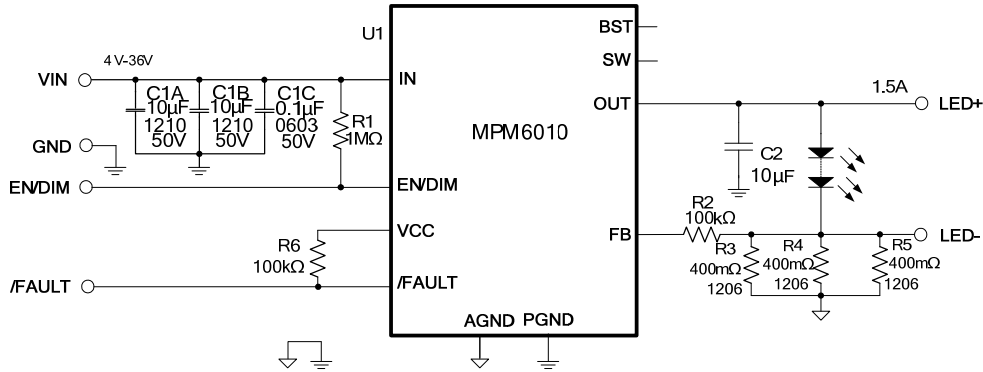 U1
BST
4V-36V
SW
VIN
IN
C1A
10µF
1210
50V
C1B
10µF
1210
50V
C1C
0.1µF
0603
50V
R1
1MΩ
1.5A
OUT
LED+
MPM6010
GND
C2
10µF
EN/DIM
EN/DIM
R2
100kΩ
VCC
FB
LED-
R6
100kΩ
R3
400mΩ
1206
R4
400mΩ
1206
R5
400mΩ
1206
/FAULT
/FAULT
AGND PGND